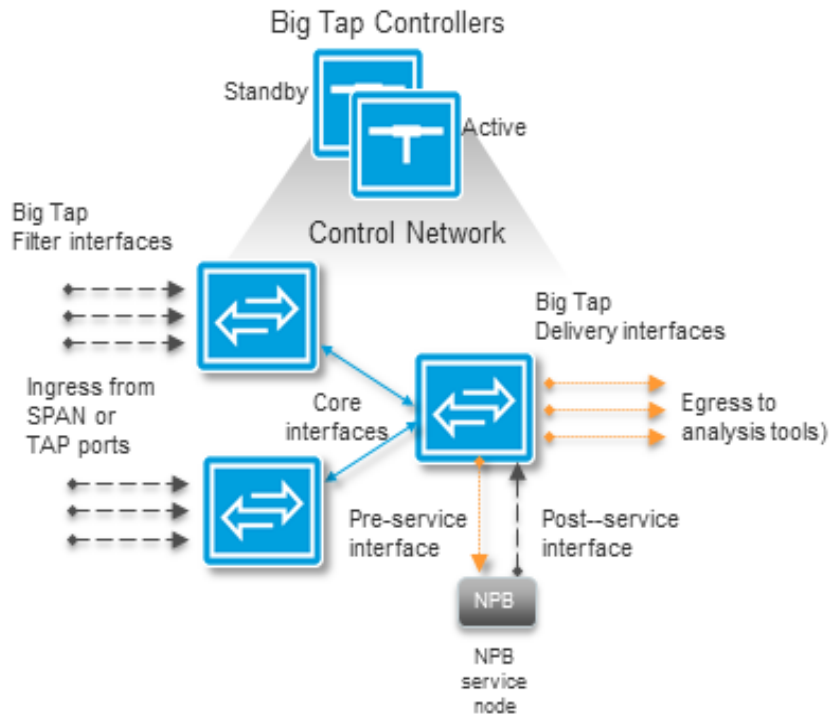 Big Tap Controllers
Standby
Active
Big Tap
Filter interfaces
Control Network
Big Tap
Delivery interfaces
Ingress from
SPAN or
TAP ports
Core
interfaces
Egress to
analysis tools)
Pre-service
interface
Post--service
interface
NPB
NPB
service
node